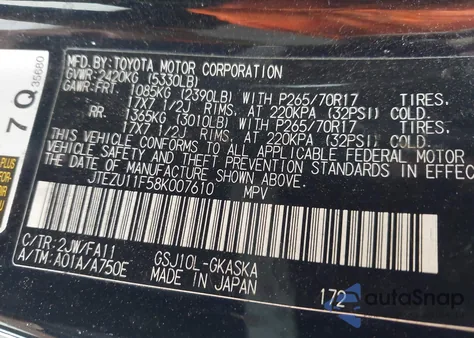 MFD.BY: TOYOTA MOTOR CORPORATION
GVWR: 2420KG (5330LB)
GAWR: FRT 1085KG (2390LB) WITH P265/70R17 TIRES.
17X7 1/2J RIMS. AT 220KPA (32PSI) COLD.
RR 1365KG (3010LB) WITH P265/70R17 TIRES.
17X7 1/2J RIMS. AT 220KPA (32PSI) COLD.
THIS VEHICLE CONFORMS TO ALL APPLICABLE FEDERAL MOTOR
VEHICLE SAFETY AND THEFT PREVENTION STANDARDS IN EFFEC
DATE OF MANUFACTURE SHOWN ABOVE.
JTEZU11F58K007610 MPV
C/TR: 2JW/FA11 GSJ10L-GKASKA
A/TM: A01A/A750E MADE IN JAPAN 172
7 Q 35680
PLUS
autoSnap